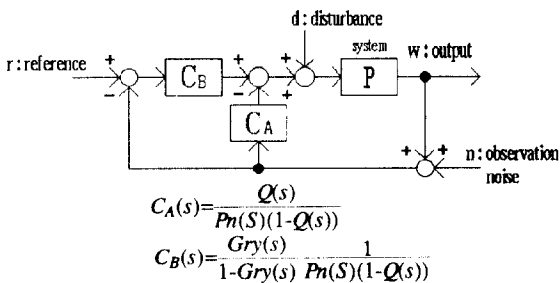 d : disturbance
r : reference
system
w : output
+
-
C_B
+
-
+
+
P
C_A
+
+
n : observation
noise
C_A(s)=Q(s)/Pn(S)(1-Q(s))
C_B(s)=Gry(s)/1-Gry(s) 1/Pn(S)(1-Q(s))